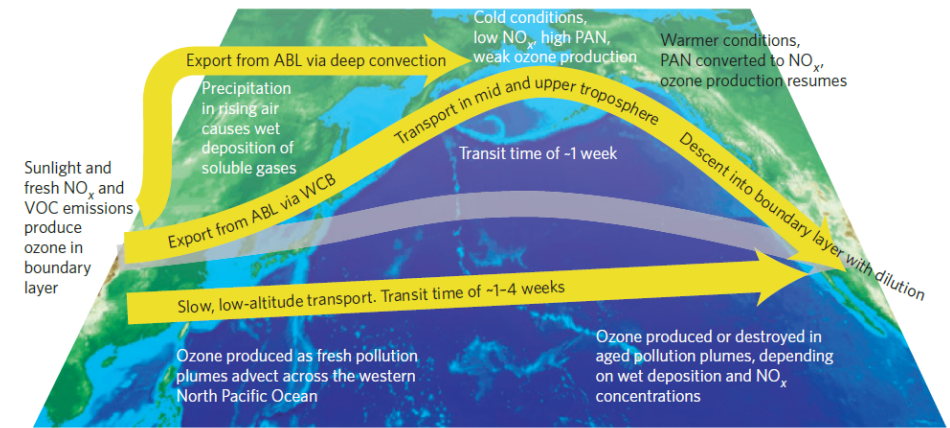 Cold conditions,
low NOx, high PAN,
weak ozone production
Warmer conditions,
PAN converted to NOx,
ozone production resumes
Export from ABL via deep convection
Precipitation
in rising air
causes wet
deposition of
soluble gases
Transport in mid and upper troposphere
Descent into boundary layer with dilution
Transit time of ~1 week
Sunlight and
fresh NOx and
VOC emissions
produce
ozone in
boundary
layer
Export from ABL via WCB
Slow, low-altitude transport. Transit time of ~1–4 weeks
Ozone produced as fresh pollution
plumes advect across the western
North Pacific Ocean
Ozone produced or destroyed in
aged pollution plumes, depending
on wet deposition and NOx
concentrations